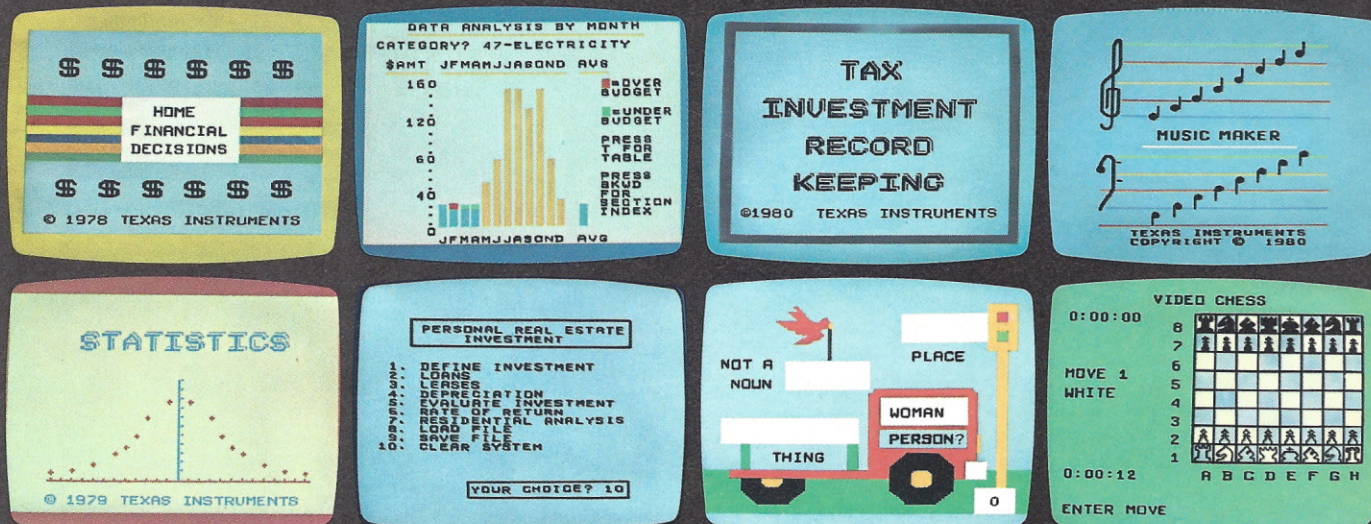 $ $ $ $ $ $
HOME
FINANCIAL
DECISIONS
$ $ $ $ $ $
© 1978 TEXAS INSTRUMENTS
DATA ANALYSIS BY MONTH
CATEGORY? 47-ELECTRICITY
$AMT JFMAMJJASOND AVG
160
120
60
40
0
JFMAMJJASOND AVG
=OVER
BUDGET
=UNDER
BUDGET
PRESS
T FOR
TABLE
PRESS
BKWD
FOR
SECTION
INDEX
TAX
INVESTMENT
RECORD
KEEPING
©1980 TEXAS INSTRUMENTS
MUSIC MAKER
TEXAS INSTRUMENTS
COPYRIGHT © 1980
STATISTICS
© 1979 TEXAS INSTRUMENTS
PERSONAL REAL ESTATE
INVESTMENT
1. DEFINE INVESTMENT
2. LOANS
3. LEASES
4. DEPRECIATION
5. EVALUATE INVESTMENT
6. RATE OF RETURN
7. RESIDENTIAL ANALYSIS
8. LOAD FILE
9. SAVE FILE
10. CLEAR SYSTEM
YOUR CHOICE? 10
NOT A
NOUN
PLACE
WOMAN
PERSON?
THING
0
VIDEO CHESS
0:00:00
MOVE 1
WHITE
0:00:12
ENTER MOVE
8
7
6
5
4
3
2
1
A B C D E F G H